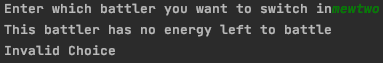 Enter which battler you want to switch inmewtwo
This battler has no energy left to battle
Invalid Choice